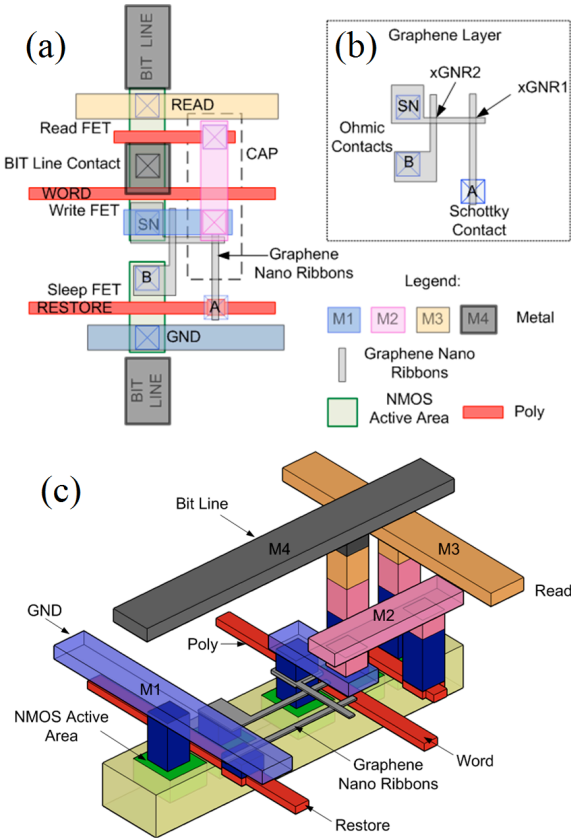 (a)
BIT LINE
READ
Read FET
CAP
BIT Line Contact
WORD
Write FET
SN
Graphene
Nano Ribbons
B
Sleep FET
RESTORE
A
GND
BIT
LINE
(b)
Graphene Layer
xGNR2
xGNR1
SN
Ohmic
Contacts
B
A
Schottky
Contact
Legend:
M1 M2 M3 M4 Metal
Graphene Nano
Ribbons
NMOS
Active Area
Poly
(c)
Bit Line
M4
M3
Read
GND
M2
Poly
M1
NMOS Active
Area
Word
Graphene
Nano Ribbons
Restore